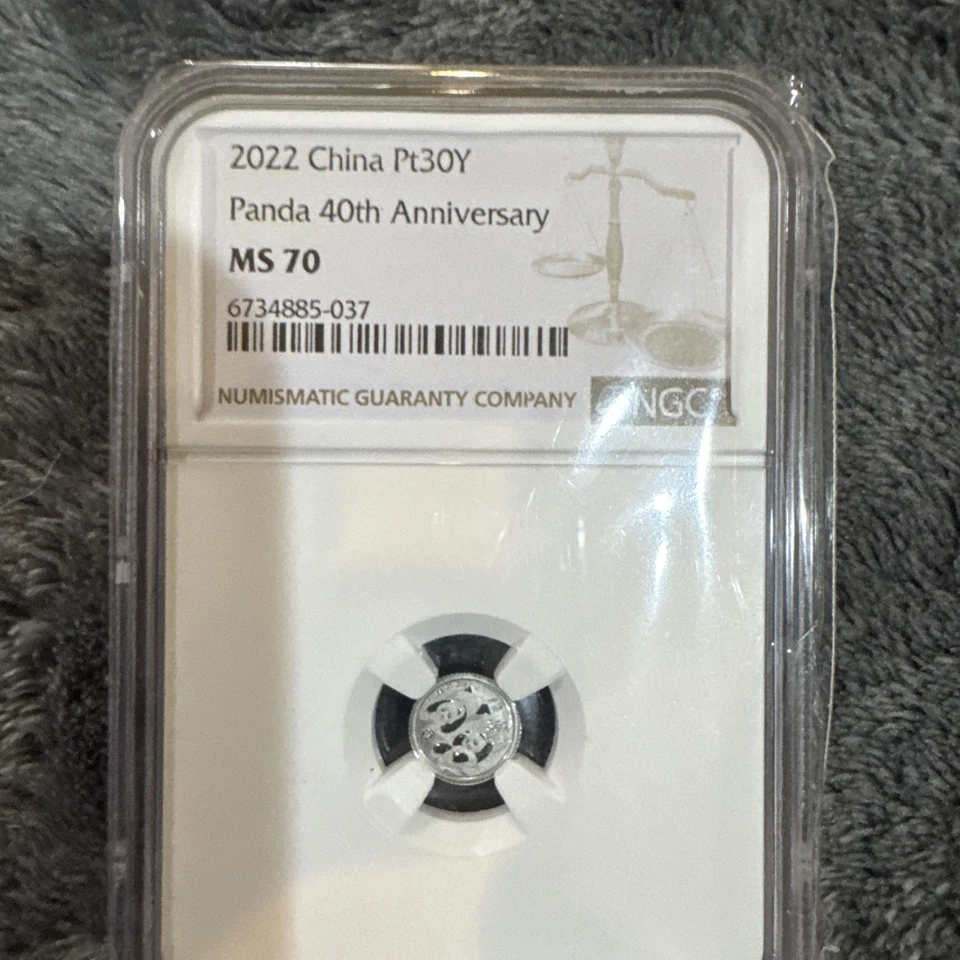 2022 China Pt30Y
Panda 40th Anniversary
MS 70
6734885-037
NUMISMATIC GUARANTY COMPANY
NGC